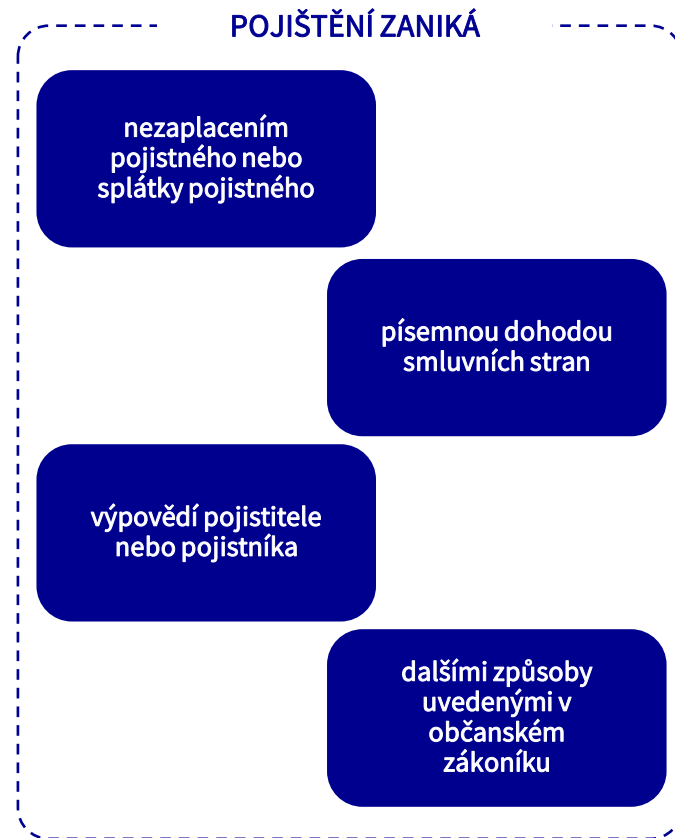 POJIŠTĚNÍ ZANIKÁ
nezaplacením
pojistného nebo
splátky pojistného
písemnou dohodou
smluvních stran
výpovědí pojistitele
nebo pojistníka
dalšími způsoby
uvedenými v
občanském
zákoníku